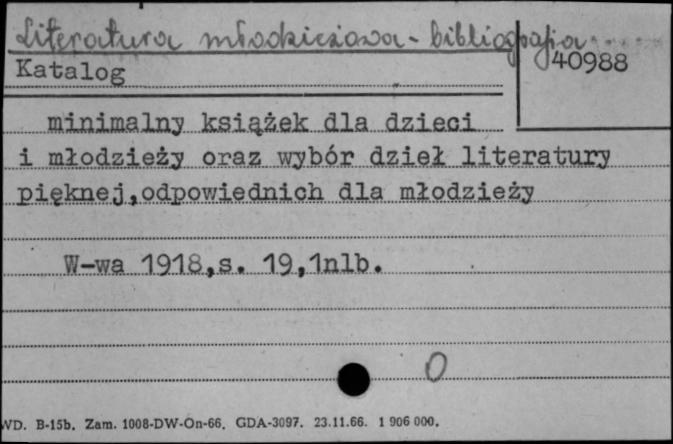 Literatura młodzieżowa - bibliografia
40988
Katalog
minimalny książek dla dzieci
i młodzieży oraz wybór dzieł literatury
pięknej,odpowiednich dla młodzieży
W-wa 1918,s. 19,1nlb.
0
WD. B-15b. Zam. 1008-DW-On-66. GDA-3097. 23.11.66. 1 906 000.